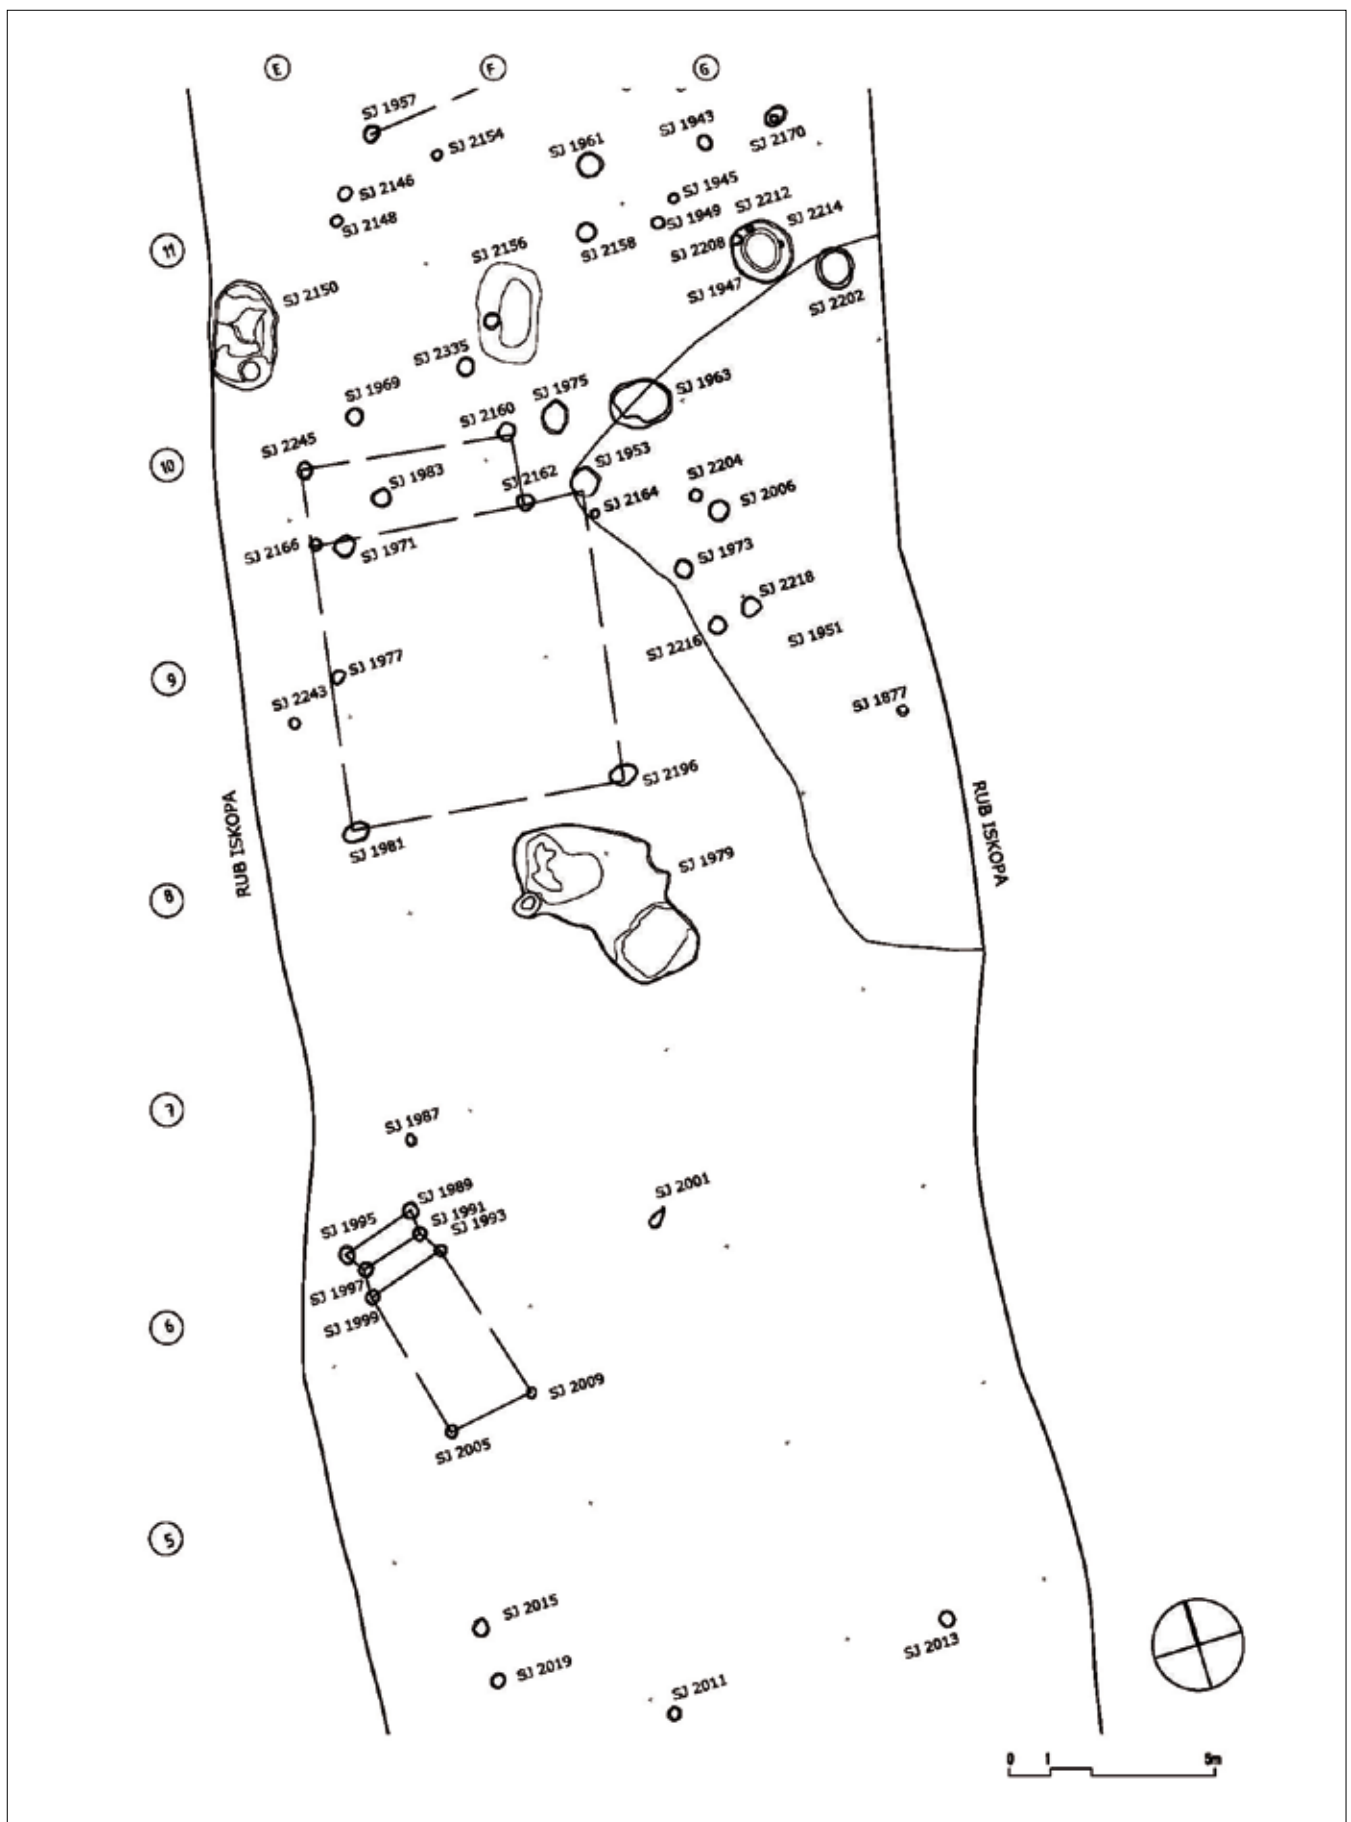 E
F
G
SJ 1957
SJ 2154
SJ 1961
SJ 1943
SJ 2170
SJ 2146
SJ 1945
SJ 2148
SJ 2212
SJ 1949
SJ 2214
11
SJ 2156
SJ 2158
SJ 2208
SJ 2150
SJ 1947
SJ 2202
SJ 2335
SJ 1969
SJ 1975
SJ 1963
SJ 2160
SJ 2245
10
SJ 1983
SJ 2162
SJ 1953
SJ 2204
SJ 2164
SJ 2006
SJ 2166
SJ 1971
SJ 1973
SJ 2218
SJ 2216
SJ 1951
9
SJ 1977
SJ 2243
SJ 1877
SJ 2196
RUB ISKOPA
RUB ISKOPA
SJ 1981
SJ 1979
8
7
SJ 1987
SJ 1989
SJ 2001
SJ 1991
SJ 1995
SJ 1993
SJ 1997
SJ 1999
6
SJ 2009
SJ 2005
5
SJ 2015
SJ 2013
SJ 2019
SJ 2011
0 1 5m